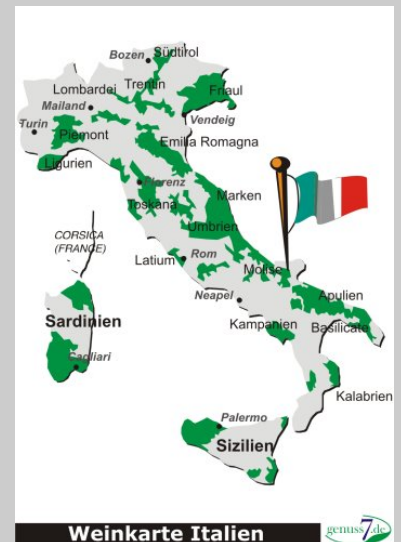 Bozen
Südtirol
Lombardei
Trentin
Friaul
Mailand
Vendeig
Turin
Piemont
Emilia Romagna
Ligurien
Florenz
Toskana
Marken
Umbrien
CORSICA
(FRANCE)
Latium
Rom
Molise
Neapel
Apulien
Kampanien
Basilicate
Sardinien
Cagliari
Kalabrien
Palermo
Sizilien
Weinkarte Italien
genuss7.de